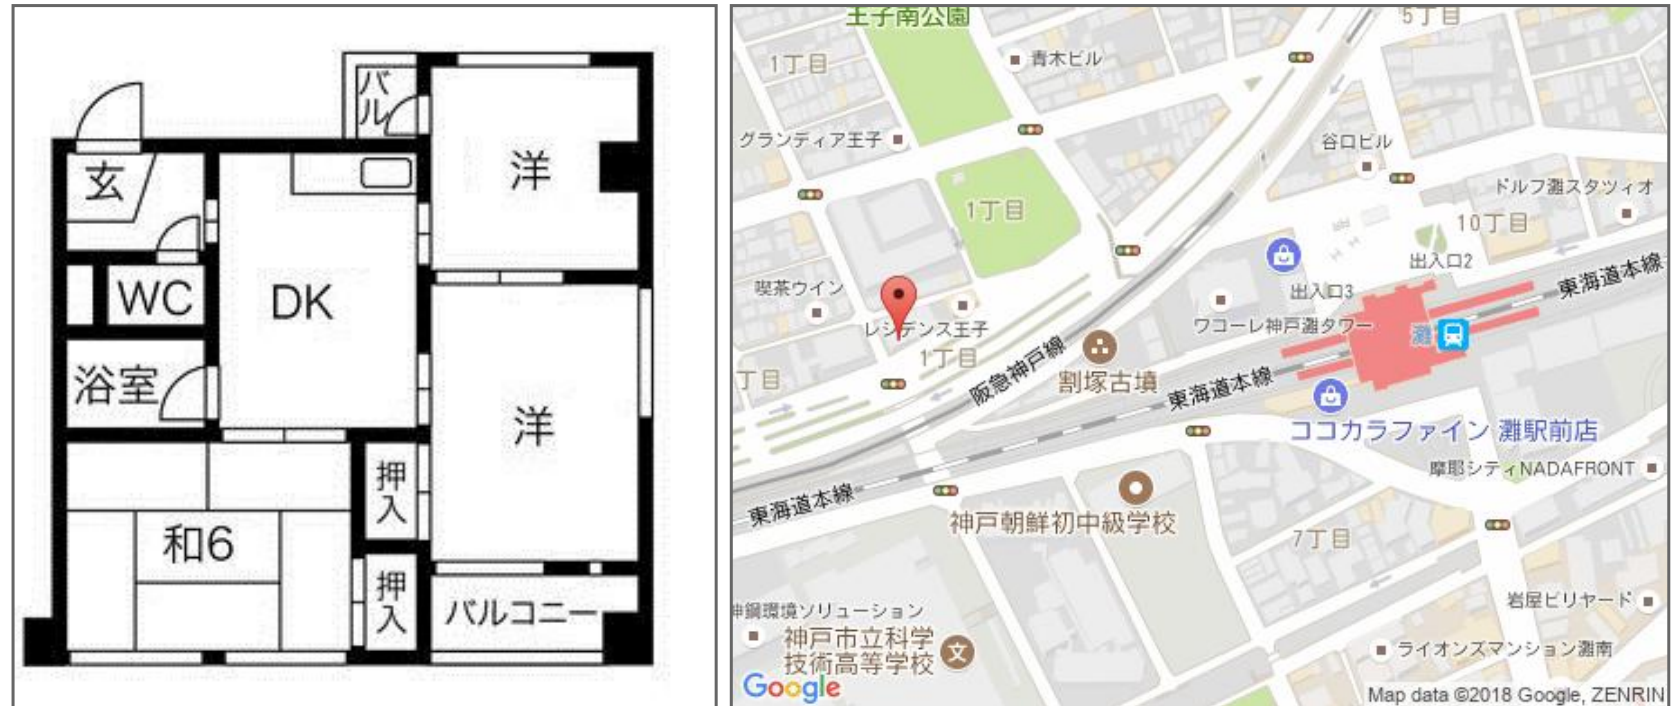 バ
ル
洋
玄
WC
DK
浴室
洋
押
入
和6
押
入
バルコニー
王子南公園
5丁目
1丁目
青木ビル
グランディア王子
谷口ビル
ドルフ灘スタツィオ
1丁目
10丁目
出入口2
喫茶ウイン
出入口3
東海道本線
レジデンス王子
ワコーレ神戸灘タワー
灘
1丁目
阪急神戸線
割塚古墳
丁目
東海道本線
ココカラファイン 灘駅前店
摩耶シティNADAFRONT
東海道本線
神戸朝鮮初中級学校
7丁目
神鋼環境ソリューション
岩屋ビリヤード
神戸市立科学
技術高等学校
文
ライオンズマンション灘南
Google
Map data ©2018 Google, ZENRIN